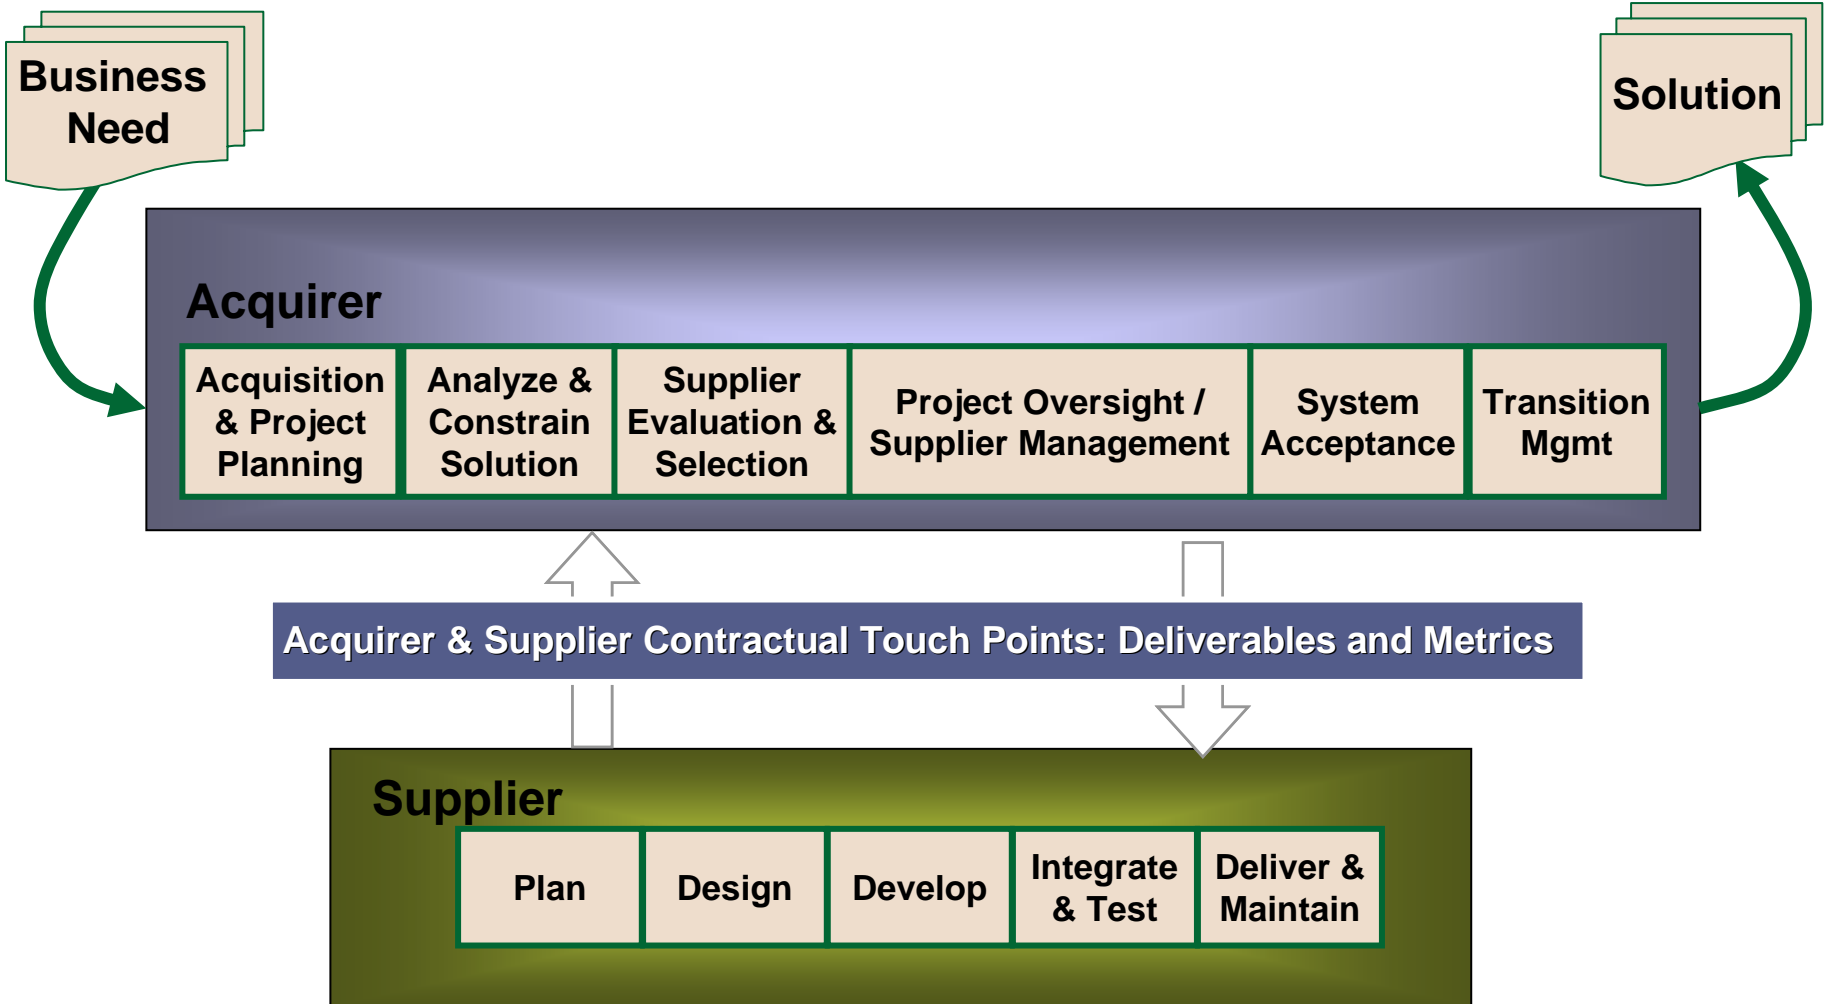 Business
Need
Solution
Acquirer
Acquisition
& Project
Planning
Analyze &
Constrain
Solution
Supplier
Evaluation &
Selection
Project Oversight /
Supplier Management
System
Acceptance
Transition
Mgmt
Acquirer & Supplier Contractual Touch Points: Deliverables and Metrics
Supplier
Plan
Design
Develop
Integrate
& Test
Deliver &
Maintain